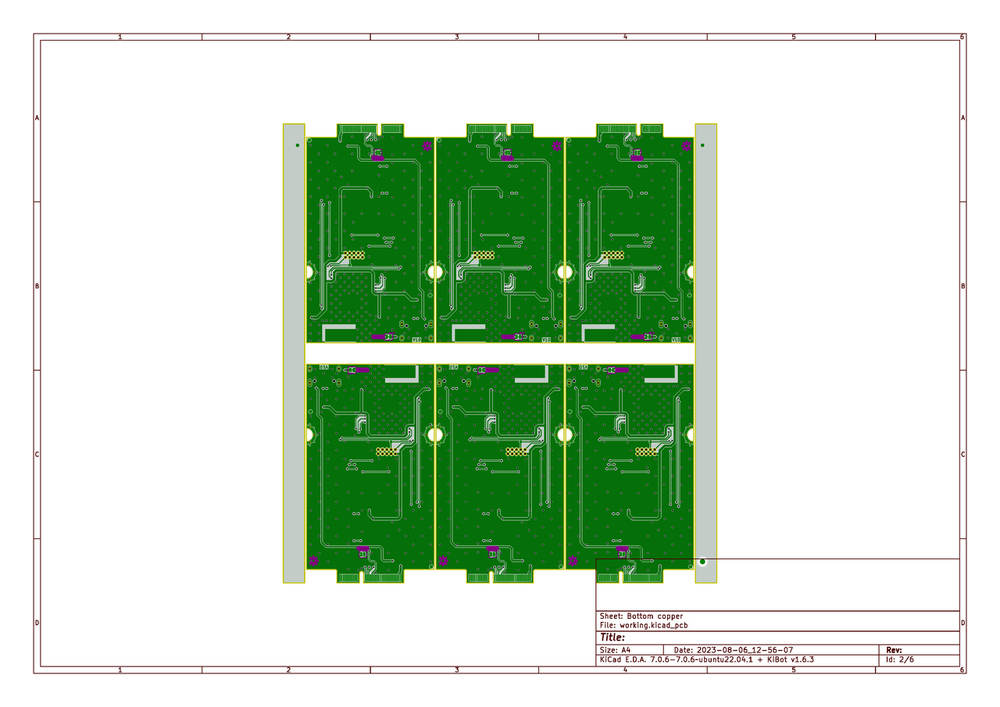 1 2 3 4 5 6
A A
B B
C C
D D
Sheet: Bottom copper
File: working.kicad_pcb
Title:
Size: A4 Date: 2023-08-06_12-56-07 Rev:
KiCad E.D.A. 7.0.6-7.0.6-ubuntu22.04.1 + KiBot v1.6.3 Id: 2/6
1 2 3 4 5 6